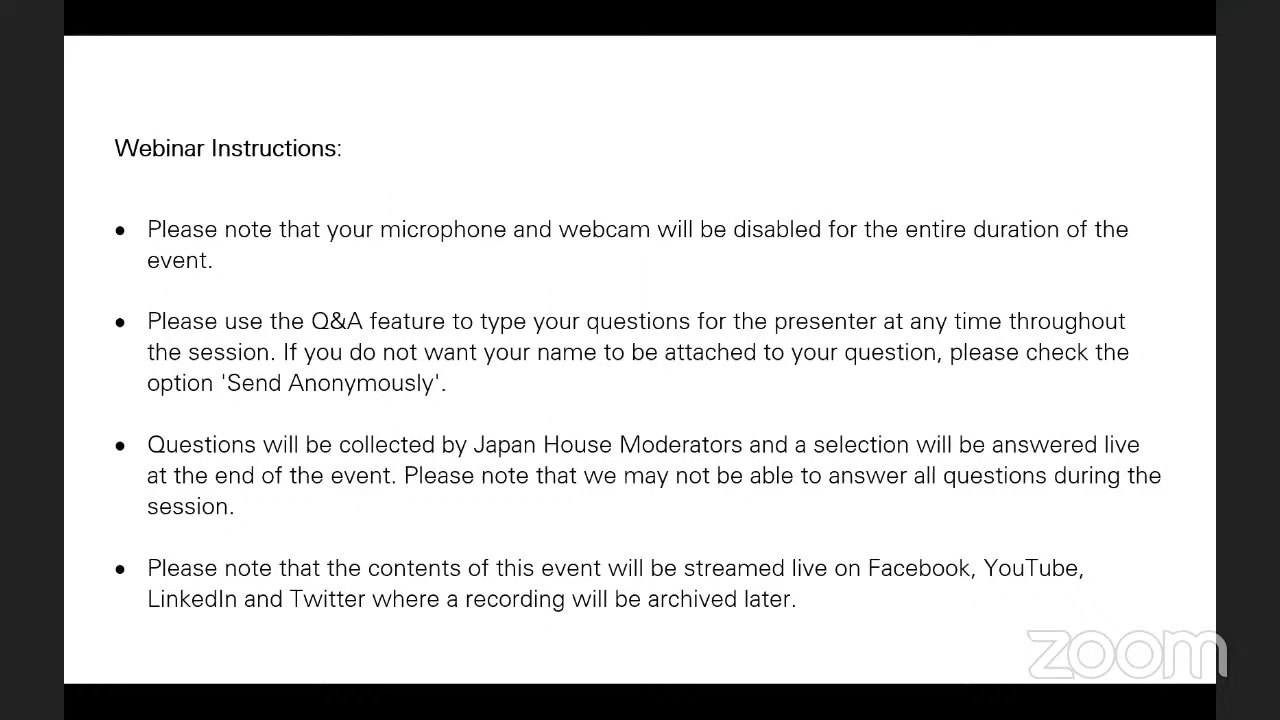 Webinar Instructions:
• Please note that your microphone and webcam will be disabled for the entire duration of the
event.
• Please use the Q&A feature to type your questions for the presenter at any time throughout
the session. If you do not want your name to be attached to your question, please check the
option 'Send Anonymously'.
• Questions will be collected by Japan House Moderators and a selection will be answered live
at the end of the event. Please note that we may not be able to answer all questions during the
session.
• Please note that the contents of this event will be streamed live on Facebook, YouTube,
LinkedIn and Twitter where a recording will be archived later.
zoom